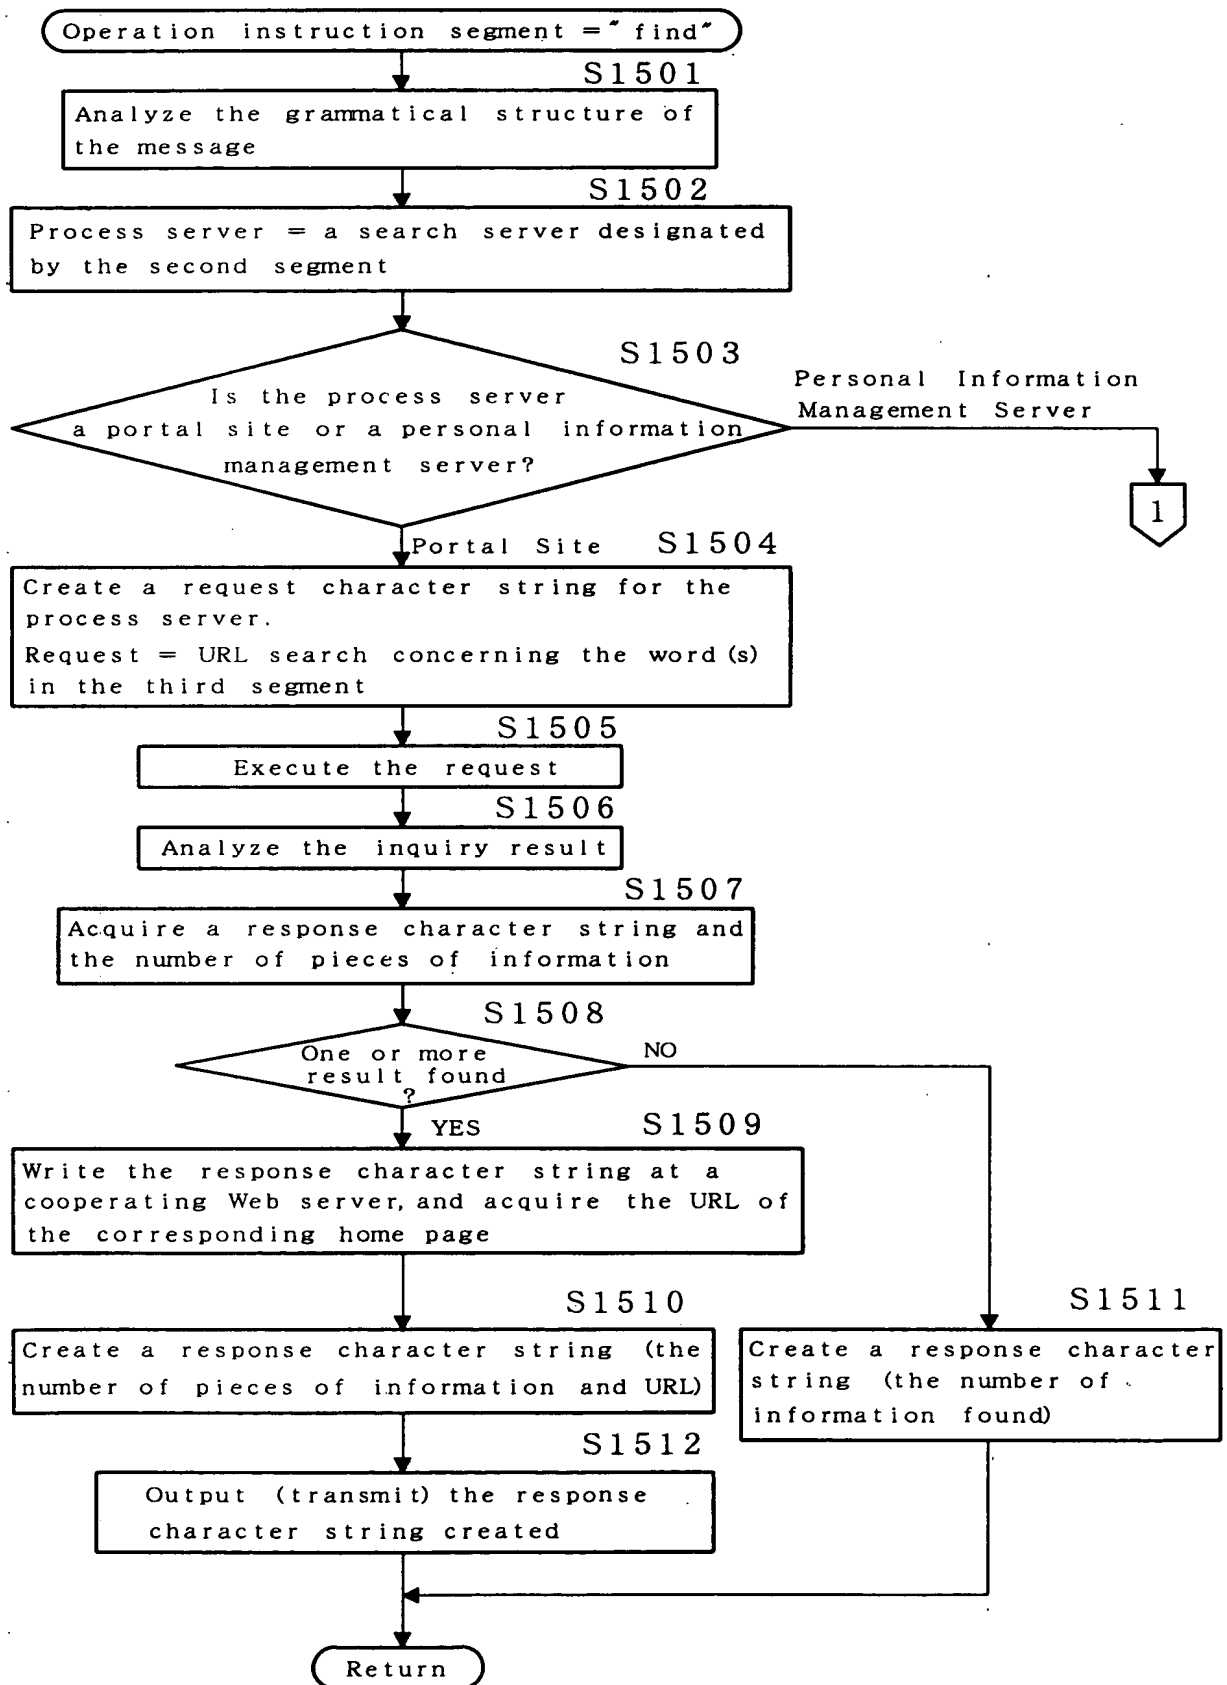 Operation instruction segment = "find"
S1501
Analyze the grammatical structure of
the message
S1502
Process server = a search server designated
by the second segment
S1503
Is the process server
a portal site or a personal information
management server?
Personal Information
Management Server
1
Portal Site
S1504
Create a request character string for the
process server.
Request = URL search concerning the word(s)
in the third segment
S1505
Execute the request
S1506
Analyze the inquiry result
S1507
Acquire a response character string and
the number of pieces of information
S1508
One or more
result found
?
NO
YES
S1509
Write the response character string at a
cooperating Web server, and acquire the URL of
the corresponding home page
S1510
Create a response character string (the
number of pieces of information and URL)
S1511
Create a response character
string (the number of
information found)
S1512
Output (transmit) the response
character string created
Return